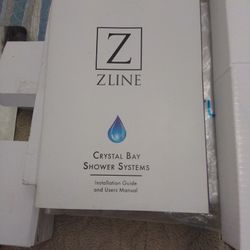 Z
ZLINE
CRYSTAL BAY
SHOWER SYSTEMS
Installation Guide
and Users Manual